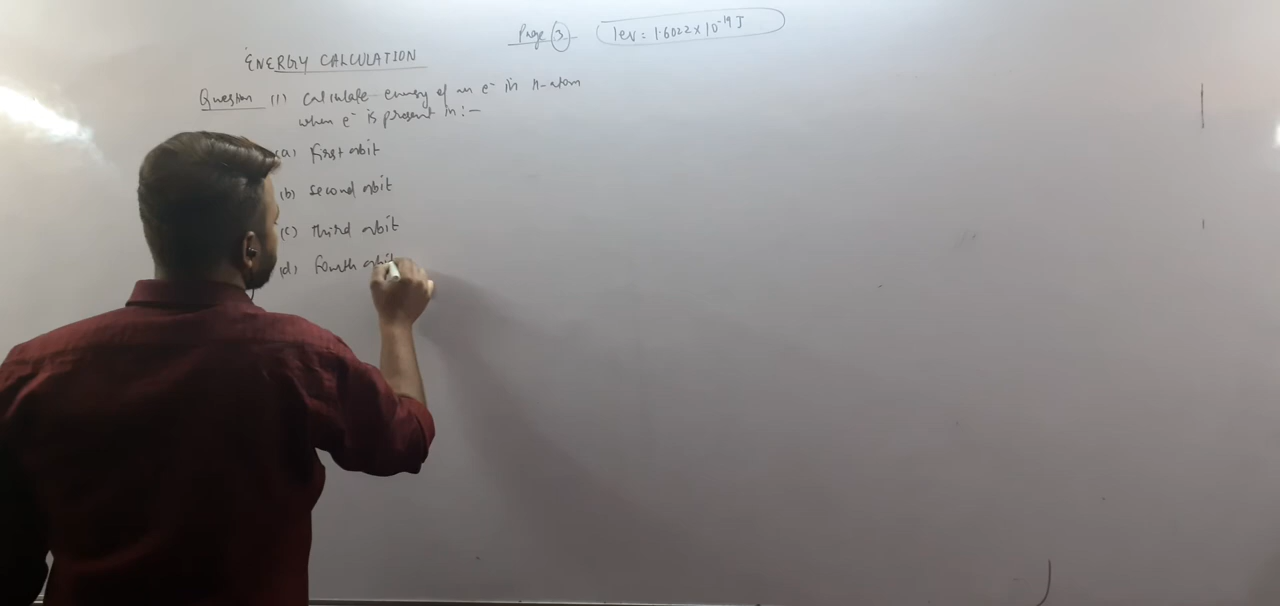 Page 3
1ev = 1.6022 x 10⁻¹⁹ J
ENERGY CALCULATION
Question (1) Calculate energy of an e⁻ in H-atom
when e⁻ is present in:-
(a) First orbit
(b) Second orbit
(c) Third orbit
(d) Fourth orbit